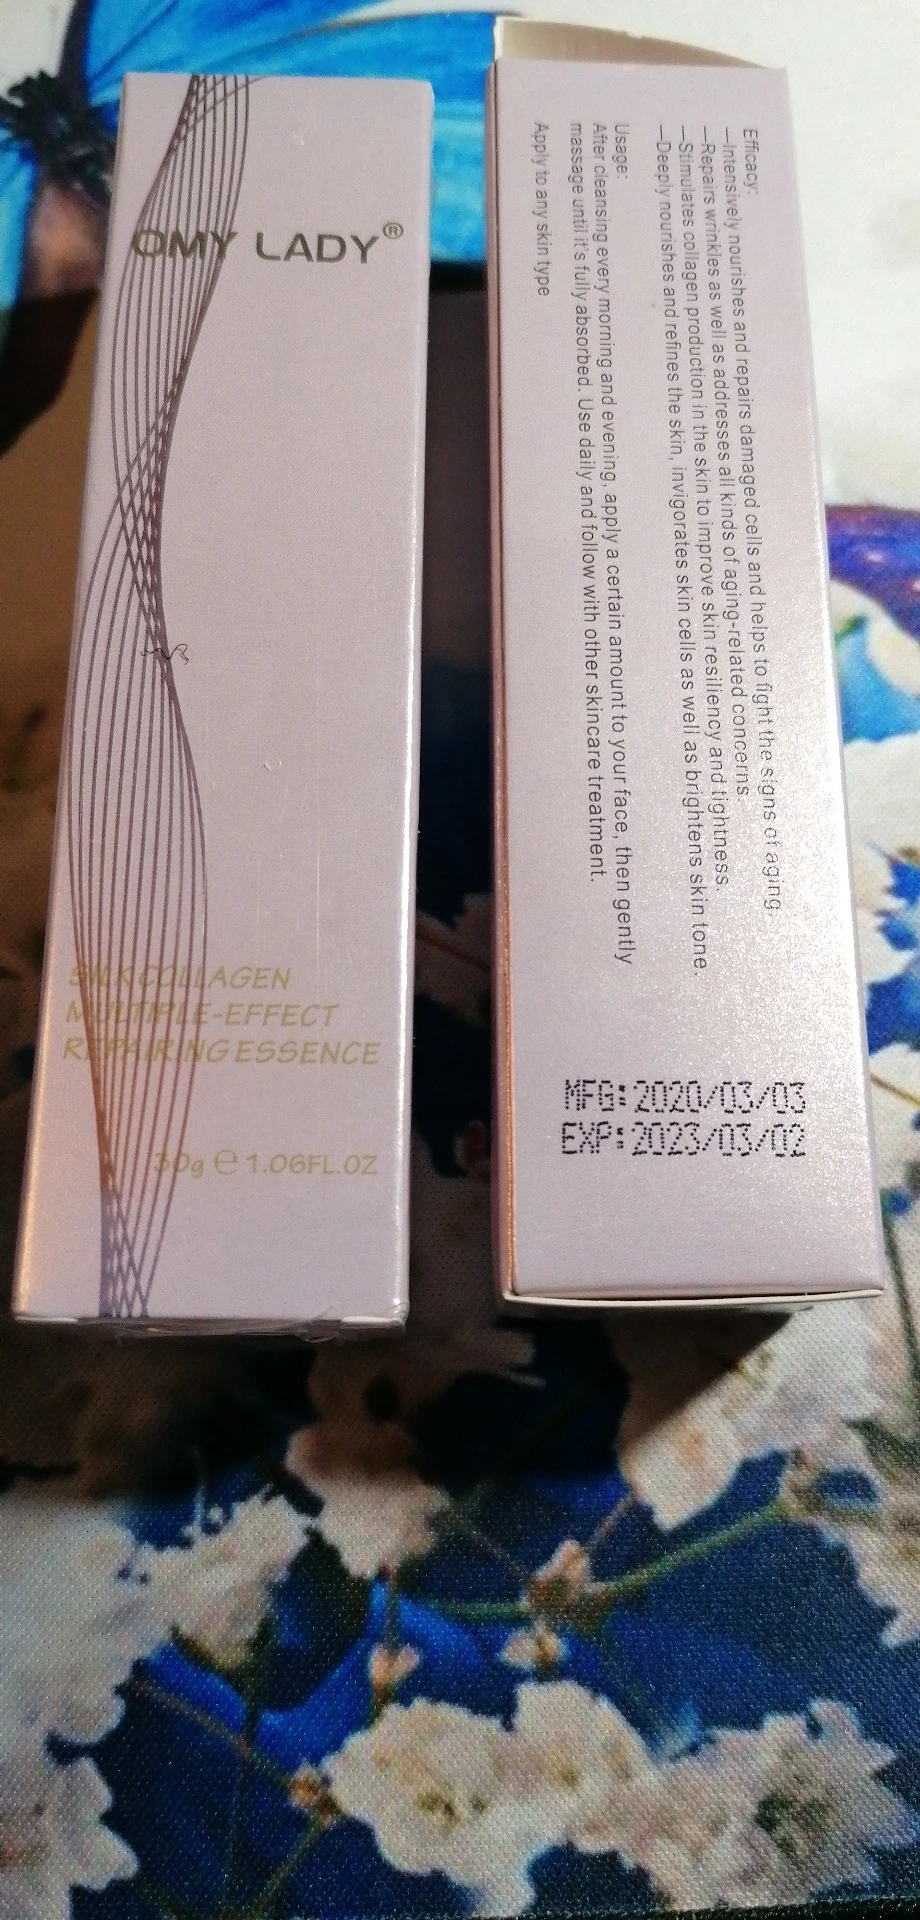 OMY LADY®
SILK COLLAGEN
MULTIPLE-EFFECT
REPAIRING ESSENCE
30g ℮ 1.06FL.OZ
Efficacy:
—Intensively nourishes and repairs damaged cells and helps to fight the signs of aging.
—Repairs wrinkles as well as addresses all kinds of aging-related concerns.
—Stimulates collagen production in the skin to improve skin resiliency and tightness.
—Deeply nourishes and refines the skin, invigorates skin cells as well as brightens skin tone.
Usage:
After cleansing every morning and evening, apply a certain amount to your face, then gently
massage until it's fully absorbed. Use daily and follow with other skincare treatment.
Apply to any skin type
MFG:2020/03/03
EXP:2023/03/02